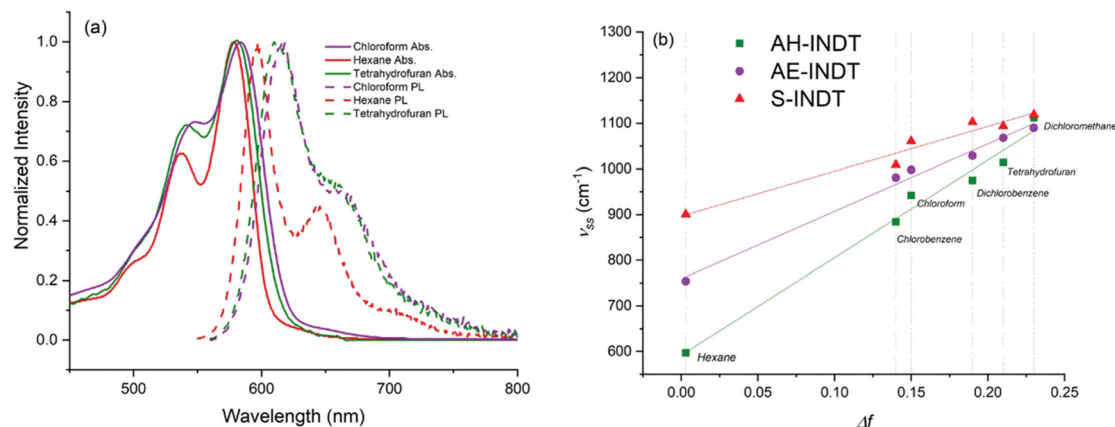 (a)
Chloroform Abs.
Hexane Abs.
Tetrahydrofuran Abs.
Chloroform PL
Hexane PL
Tetrahydrofuran PL
Normalized Intensity
1.0
0.8
0.6
0.4
0.2
0.0
500
600
700
800
Wavelength (nm)
(b)
AH-INDT
AE-INDT
S-INDT
νss (cm⁻¹)
1300
1200
1100
1000
900
800
700
600
Dichloromethane
Tetrahydrofuran
Dichlorobenzene
Chloroform
Chlorobenzene
Hexane
0.00
0.05
0.10
0.15
0.20
0.25
Δf